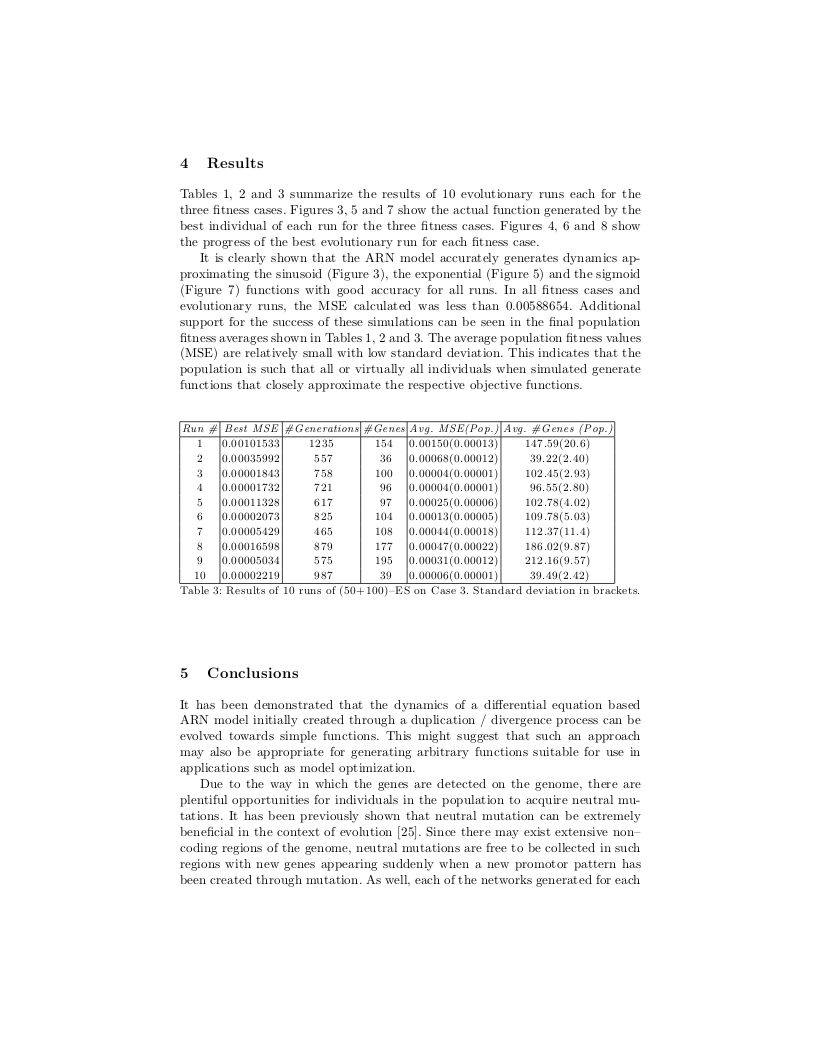 4 Results
Tables 1, 2 and 3 summarize the results of 10 evolutionary runs each for the
three fitness cases. Figures 3, 5 and 7 show the actual function generated by the
best individual of each run for the three fitness cases. Figures 4, 6 and 8 show
the progress of the best evolutionary run for each fitness case.
It is clearly shown that the ARN model accurately generates dynamics ap-
proximating the sinusoid (Figure 3), the exponential (Figure 5) and the sigmoid
(Figure 7) functions with good accuracy for all runs. In all fitness cases and
evolutionary runs, the MSE calculated was less than 0.00588654. Additional
support for the success of these simulations can be seen in the final population
fitness averages shown in Tables 1, 2 and 3. The average population fitness values
(MSE) are relatively small with low standard deviation. This indicates that the
population is such that all or virtually all individuals when simulated generate
functions that closely approximate the respective objective functions.
Run # Best MSE #Generations #Genes Avg. MSE(Pop.) Avg. #Genes (Pop.)
1 0.00101533 1235 154 0.00150(0.00013) 147.59(20.6)
2 0.00035992 557 36 0.00068(0.00012) 39.22(2.40)
3 0.00001843 758 100 0.00004(0.00001) 102.45(2.93)
4 0.00001732 721 96 0.00004(0.00001) 96.55(2.80)
5 0.00011328 617 97 0.00025(0.00006) 102.78(4.02)
6 0.00002073 825 104 0.00013(0.00005) 109.78(5.03)
7 0.00005429 465 108 0.00044(0.00018) 112.37(11.4)
8 0.00016598 879 177 0.00047(0.00022) 186.02(9.87)
9 0.00005034 575 195 0.00031(0.00012) 212.16(9.57)
10 0.00002219 987 39 0.00006(0.00001) 39.49(2.42)
Table 3: Results of 10 runs of (50+100)–ES on Case 3. Standard deviation in brackets.
5 Conclusions
It has been demonstrated that the dynamics of a differential equation based
ARN model initially created through a duplication / divergence process can be
evolved towards simple functions. This might suggest that such an approach
may also be appropriate for generating arbitrary functions suitable for use in
applications such as model optimization.
Due to the way in which the genes are detected on the genome, there are
plentiful opportunities for individuals in the population to acquire neutral mu-
tations. It has been previously shown that neutral mutation can be extremely
beneficial in the context of evolution [25]. Since there may exist extensive non–
coding regions of the genome, neutral mutations are free to be collected in such
regions with new genes appearing suddenly when a new promotor pattern has
been created through mutation. As well, each of the networks generated for each